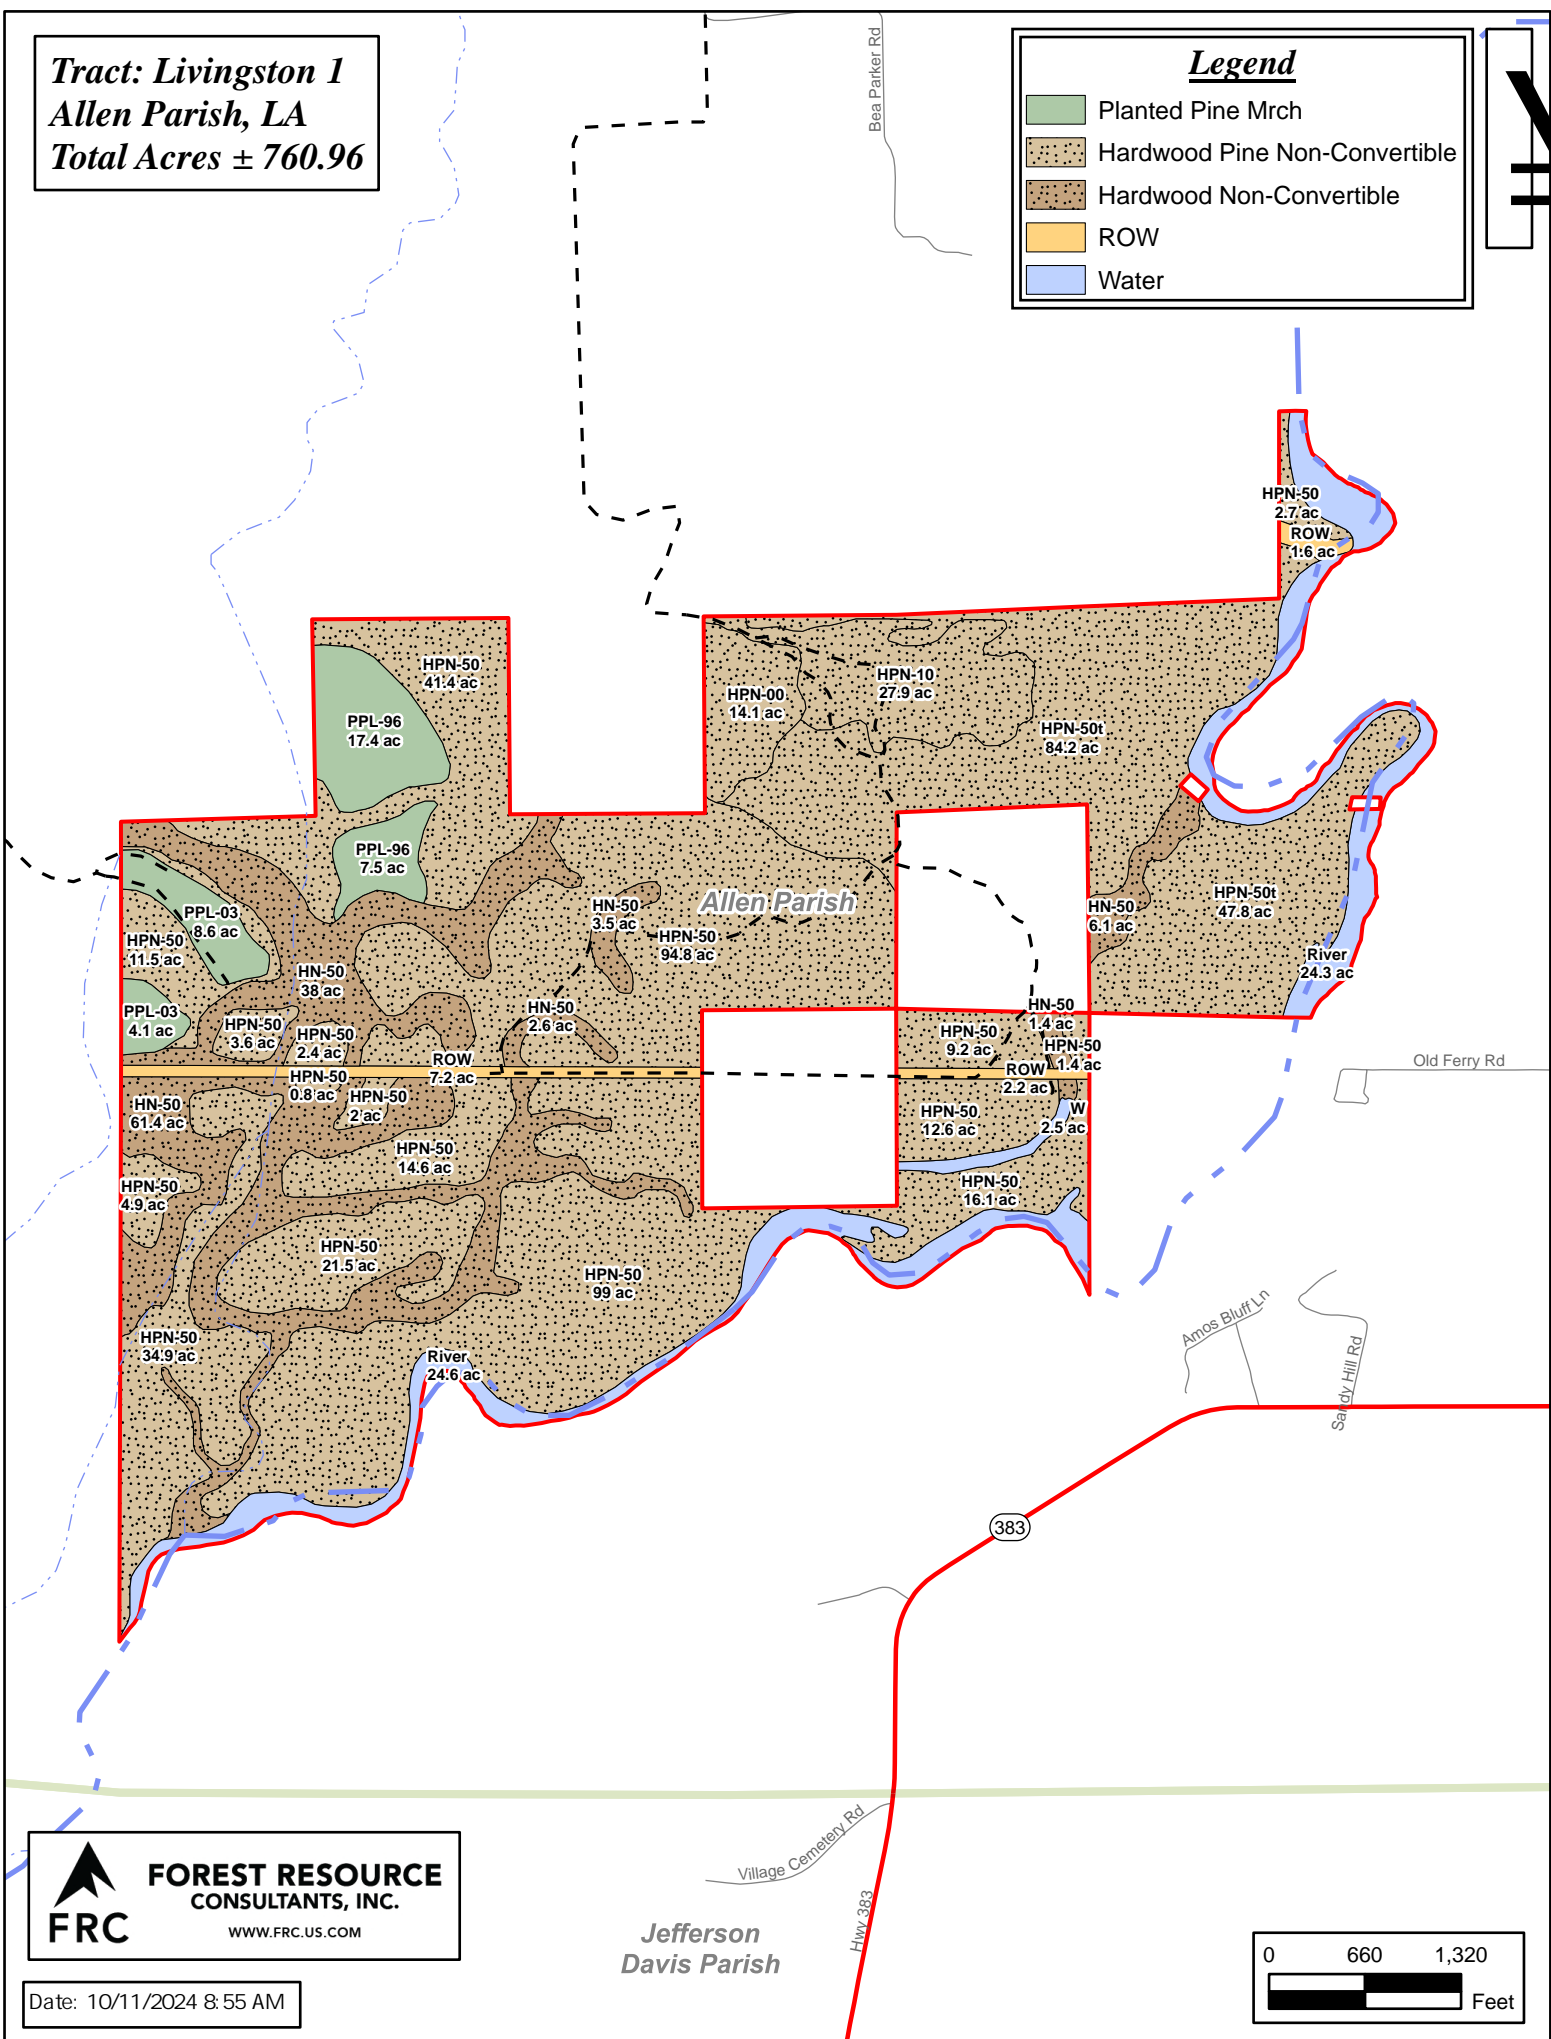 Tract: Livingston 1
Allen Parish, LA
Total Acres ± 760.96
Bea Parker Rd
Legend
Planted Pine Mrch
Hardwood Pine Non-Convertible
Hardwood Non-Convertible
ROW
Water
HPN-50
2.7 ac
ROW
1.6 ac
HPN-50
41.4 ac
HPN-10
27.9 ac
HPN-00
14.1 ac
PPL-96
17.4 ac
HPN-50t
84.2 ac
PPL-96
7.5 ac
HN-50
3.5 ac
Allen Parish
HPN-50t
47.8 ac
HN-50
6.1 ac
PPL-03
8.6 ac
HPN-50
11.5 ac
HPN-50
94.8 ac
River
24.3 ac
HN-50
38 ac
PPL-03
4.1 ac
HPN-50
3.6 ac
HPN-50
2.4 ac
HN-50
2.6 ac
HN-50
1.4 ac
HPN-50
9.2 ac
HPN-50
1.4 ac
Old Ferry Rd
ROW
7.2 ac
ROW
2.2 ac
HPN-50
0.8 ac
HPN-50
2 ac
HN-50
61.4 ac
HPN-50
12.6 ac
W
2.5 ac
HPN-50
14.6 ac
HPN-50
4.9 ac
HPN-50
16.1 ac
HPN-50
21.5 ac
HPN-50
99 ac
HPN-50
34.9 ac
River
24.6 ac
Amos Bluff Ln
Sandy Hill Rd
383
Village Cemetery Rd
Hwy 383
FOREST RESOURCE
CONSULTANTS, INC.
WWW.FRC.US.COM
FRC
Jefferson
Davis Parish
0 660 1,320
Feet
Date: 10/11/2024 8:55 AM